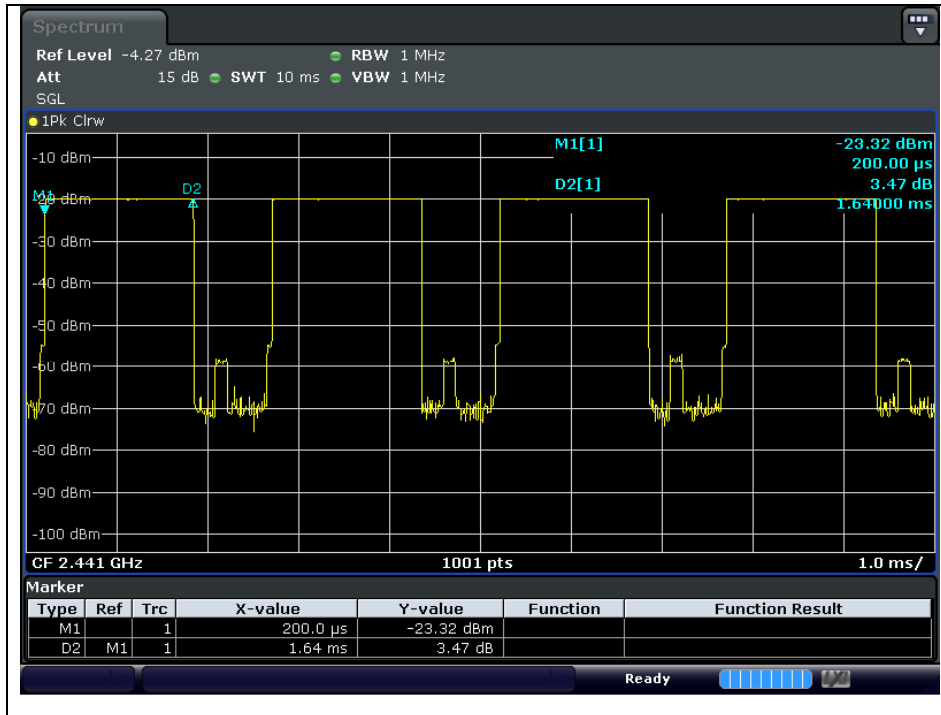 Spectrum
Ref Level -4.27 dBm RBW 1 MHz
Att 15 dB SWT 10 ms VBW 1 MHz
SGL
1Pk Clrw
M1[1] -23.32 dBm
200.00 µs
D2[1] 3.47 dB
1.64000 ms
-10 dBm
D2
M1
-20 dBm
-30 dBm
-40 dBm
-50 dBm
-60 dBm
-70 dBm
-80 dBm
-90 dBm
-100 dBm
CF 2.441 GHz 1001 pts 1.0 ms/
Marker
Type Ref Trc X-value Y-value Function Function Result
M1 1 200.0 µs -23.32 dBm
D2 M1 1 1.64 ms 3.47 dB
Ready